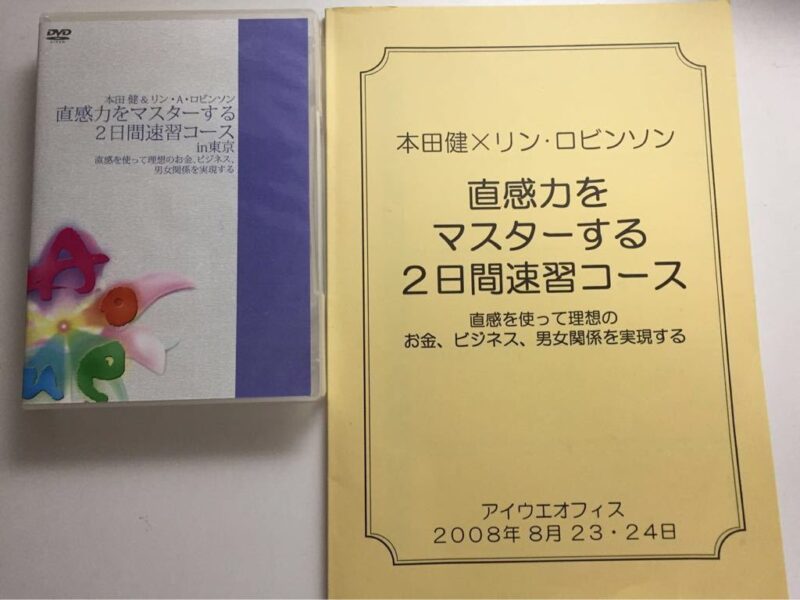 DVD
本田 健 & リン・A・ロビンソン
直感力をマスターする
2日間速習コース
in東京
直感を使って理想のお金、ビジネス、
男女関係を実現する
A
o
u
e
本田健×リン・ロビンソン
直感力を
マスターする
2日間速習コース
直感を使って理想の
お金、ビジネス、男女関係を実現する
アイウエオフィス
2008年 8月 23・24日